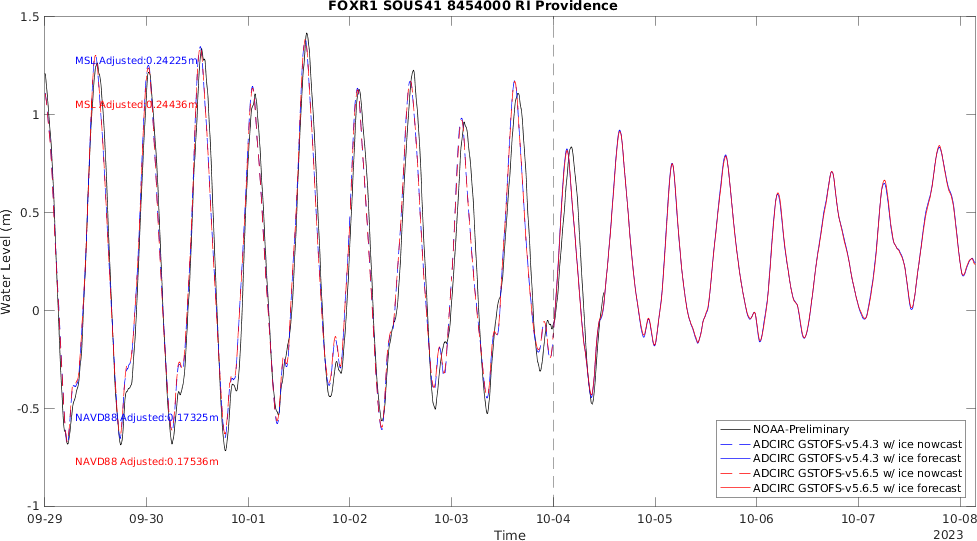 FOXR1 SOUS41 8454000 RI Providence
1.5
1
0.5
0
-0.5
-1
Water Level (m)
MSL Adjusted:0.24225m
MSL Adjusted:0.24436m
NAVD88 Adjusted:0.17325m
NAVD88 Adjusted:0.17536m
NOAA-Preliminary
ADCIRC GSTOFS-v5.4.3 w/ ice nowcast
ADCIRC GSTOFS-v5.4.3 w/ ice forecast
ADCIRC GSTOFS-v5.6.5 w/ ice nowcast
ADCIRC GSTOFS-v5.6.5 w/ ice forecast
09-29 09-30 10-01 10-02 10-03 10-04 10-05 10-06 10-07 10-08
Time
2023